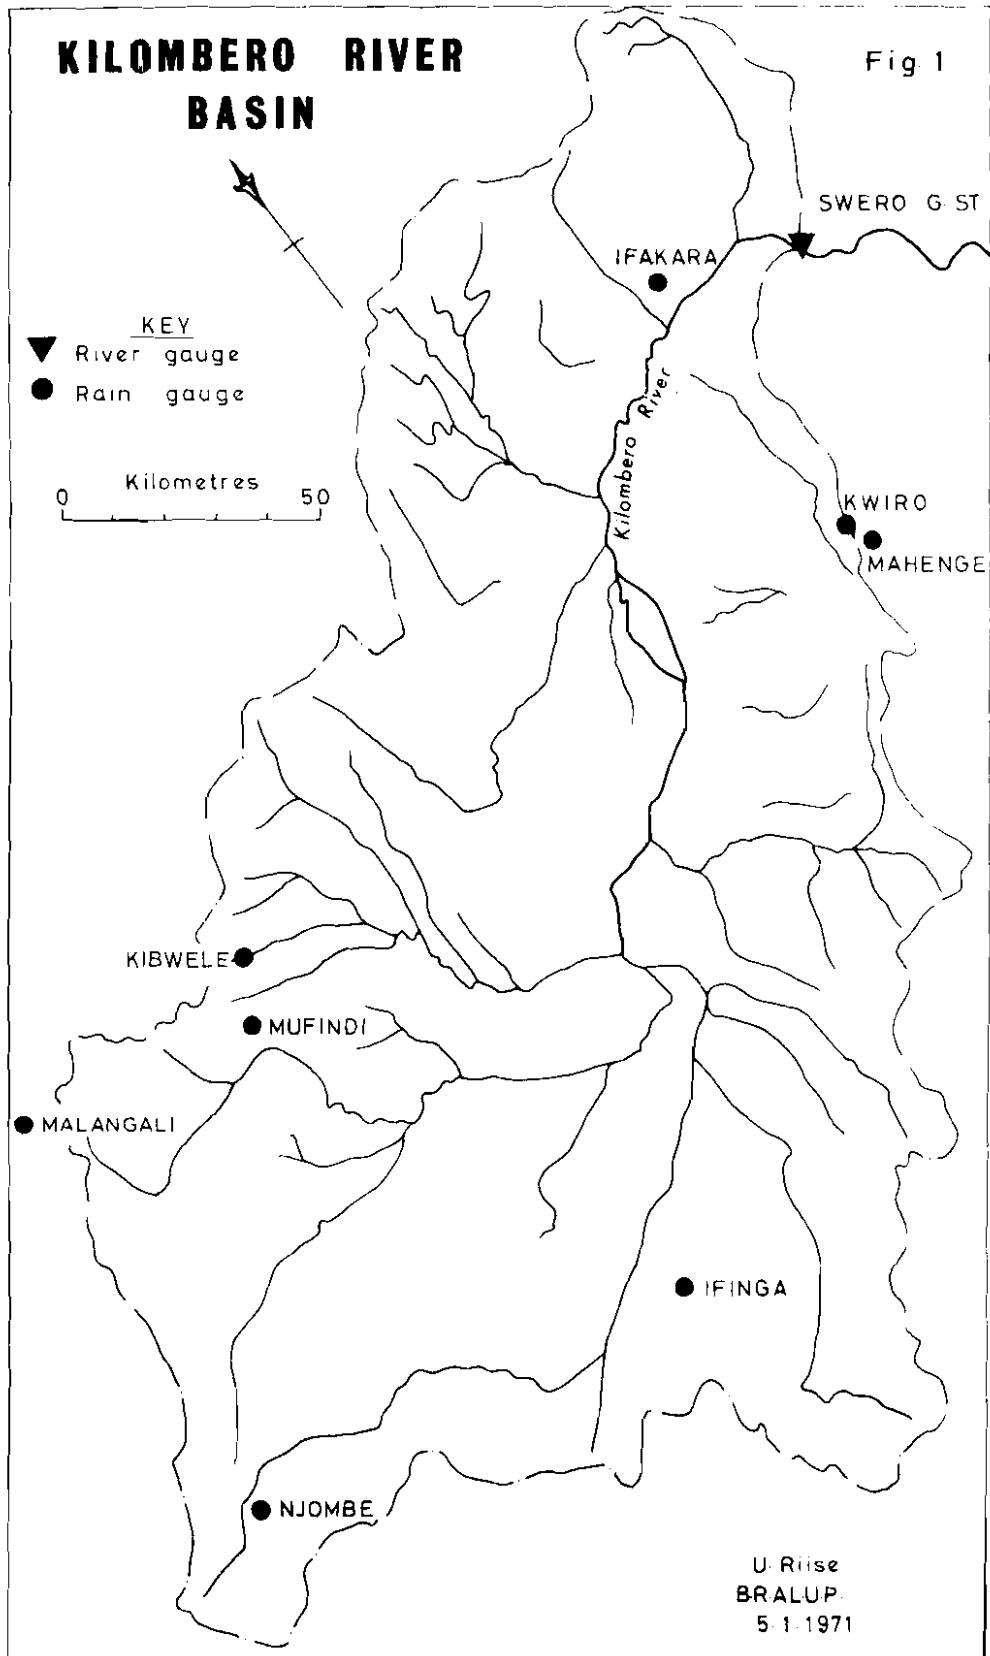 KILOMBERO RIVER
BASIN
Fig 1
SWERO G. ST
IFAKARA
KEY
River gauge
Rain gauge
Kilometres
0 50
Kilombero River
KWIRO
MAHENGE
KIBWELE
MUFINDI
MALANGALI
IFINGA
NJOMBE
U. Riise
B.R.A.L.U.P.
5.1.1971